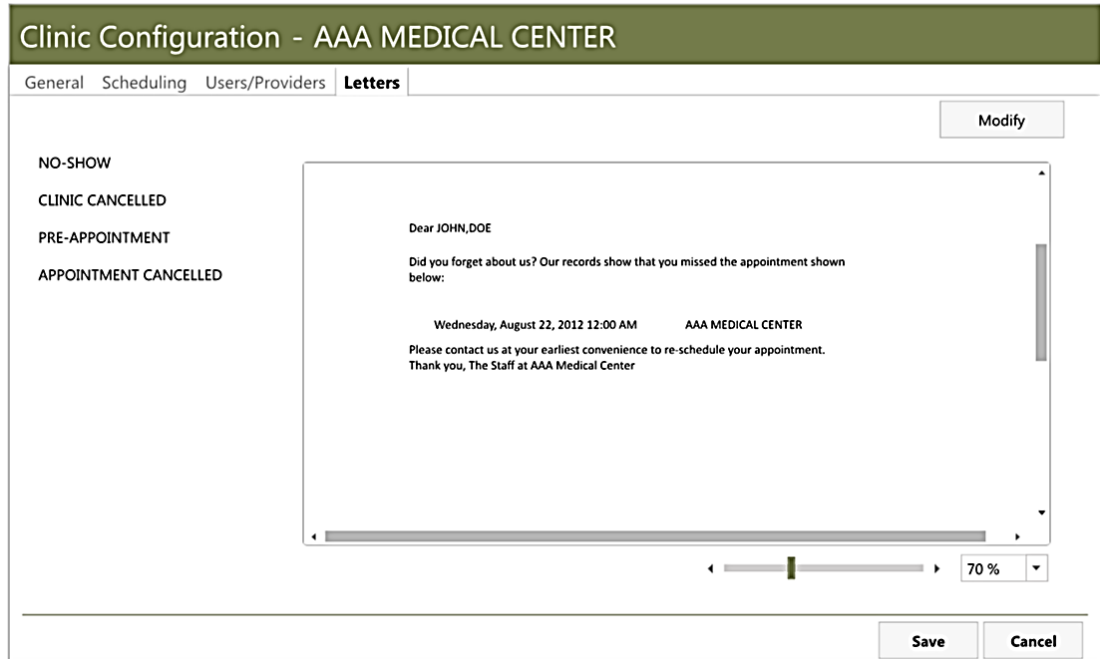 Clinic Configuration - AAA MEDICAL CENTER
General Scheduling Users/Providers Letters
Modify
NO-SHOW
CLINIC CANCELLED
PRE-APPOINTMENT
APPOINTMENT CANCELLED
Dear JOHN,DOE
Did you forget about us? Our records show that you missed the appointment shown
below:
Wednesday, August 22, 2012 12:00 AM AAA MEDICAL CENTER
Please contact us at your earliest convenience to re-schedule your appointment.
Thank you, The Staff at AAA Medical Center
70 %
Save Cancel